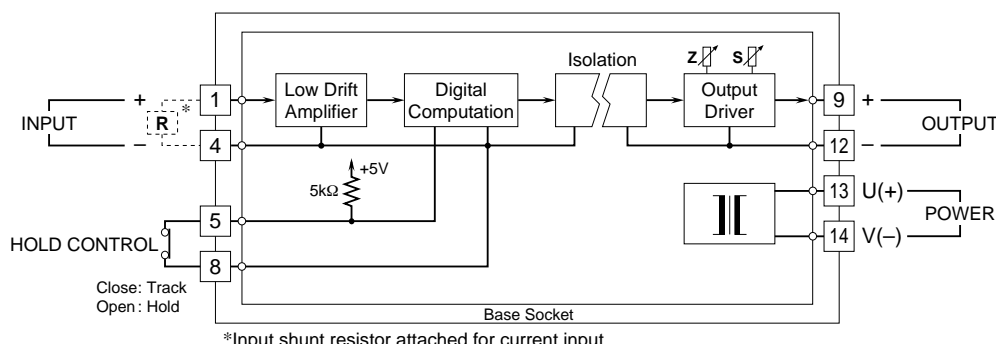 Isolation
Z S
+ 1 * Low Drift Amplifier Digital Computation Output Driver 9 +
INPUT R OUTPUT
– 4 12 –
+5V
5kΩ
13 U(+)
5 POWER
HOLD CONTROL 14 V(–)
8
Close: Track
Open : Hold
Base Socket
*Input shunt resistor attached for current input.